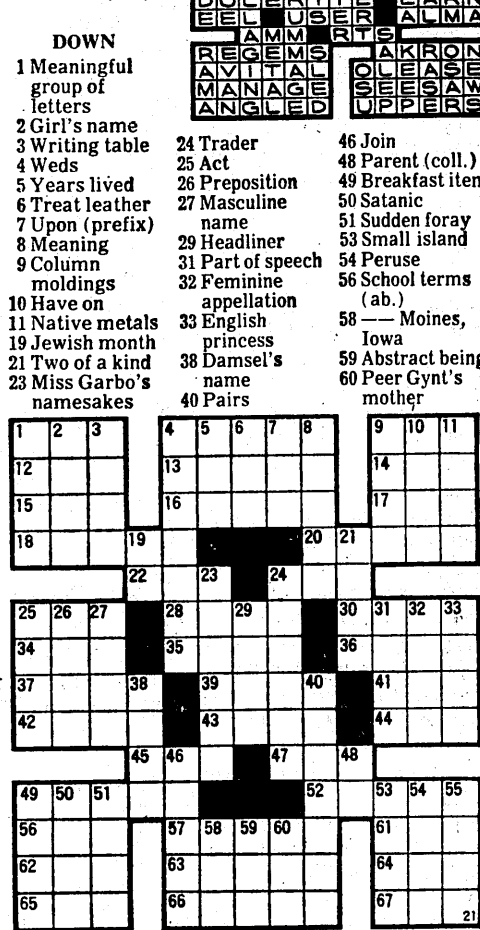 EEL USER ALMA
AMM RTS
REGEMS AKRON
AVITAL OLEASE
MANAGE SEESAW
ANGLED UPPERS
DOWN
1 Meaningful
group of
letters
2 Girl's name
3 Writing table
4 Weds
5 Years lived
6 Treat leather
7 Upon (prefix)
8 Meaning
9 Column
moldings
10 Have on
11 Native metals
19 Jewish month
21 Two of a kind
23 Miss Garbo's
namesakes
24 Trader
25 Act
26 Preposition
27 Masculine
name
29 Headliner
31 Part of speech
32 Feminine
appellation
33 English
princess
38 Damsel's
name
40 Pairs
46 Join
48 Parent (coll.)
49 Breakfast item
50 Satanic
51 Sudden foray
53 Small island
54 Peruse
56 School terms
(ab.)
58 —— Moines,
Iowa
59 Abstract being
60 Peer Gynt's
mother
1 2 3 4 5 6 7 8 9 10 11
12 13 14
15 16 17
18 19 20 21
22 23 24
25 26 27 28 29 30 31 32 33
34 35 36
37 38 39 40 41
42 43 44
45 46 47 48
49 50 51 52 53 54 55
56 57 58 59 60 61
62 63 64
65 66 67
21